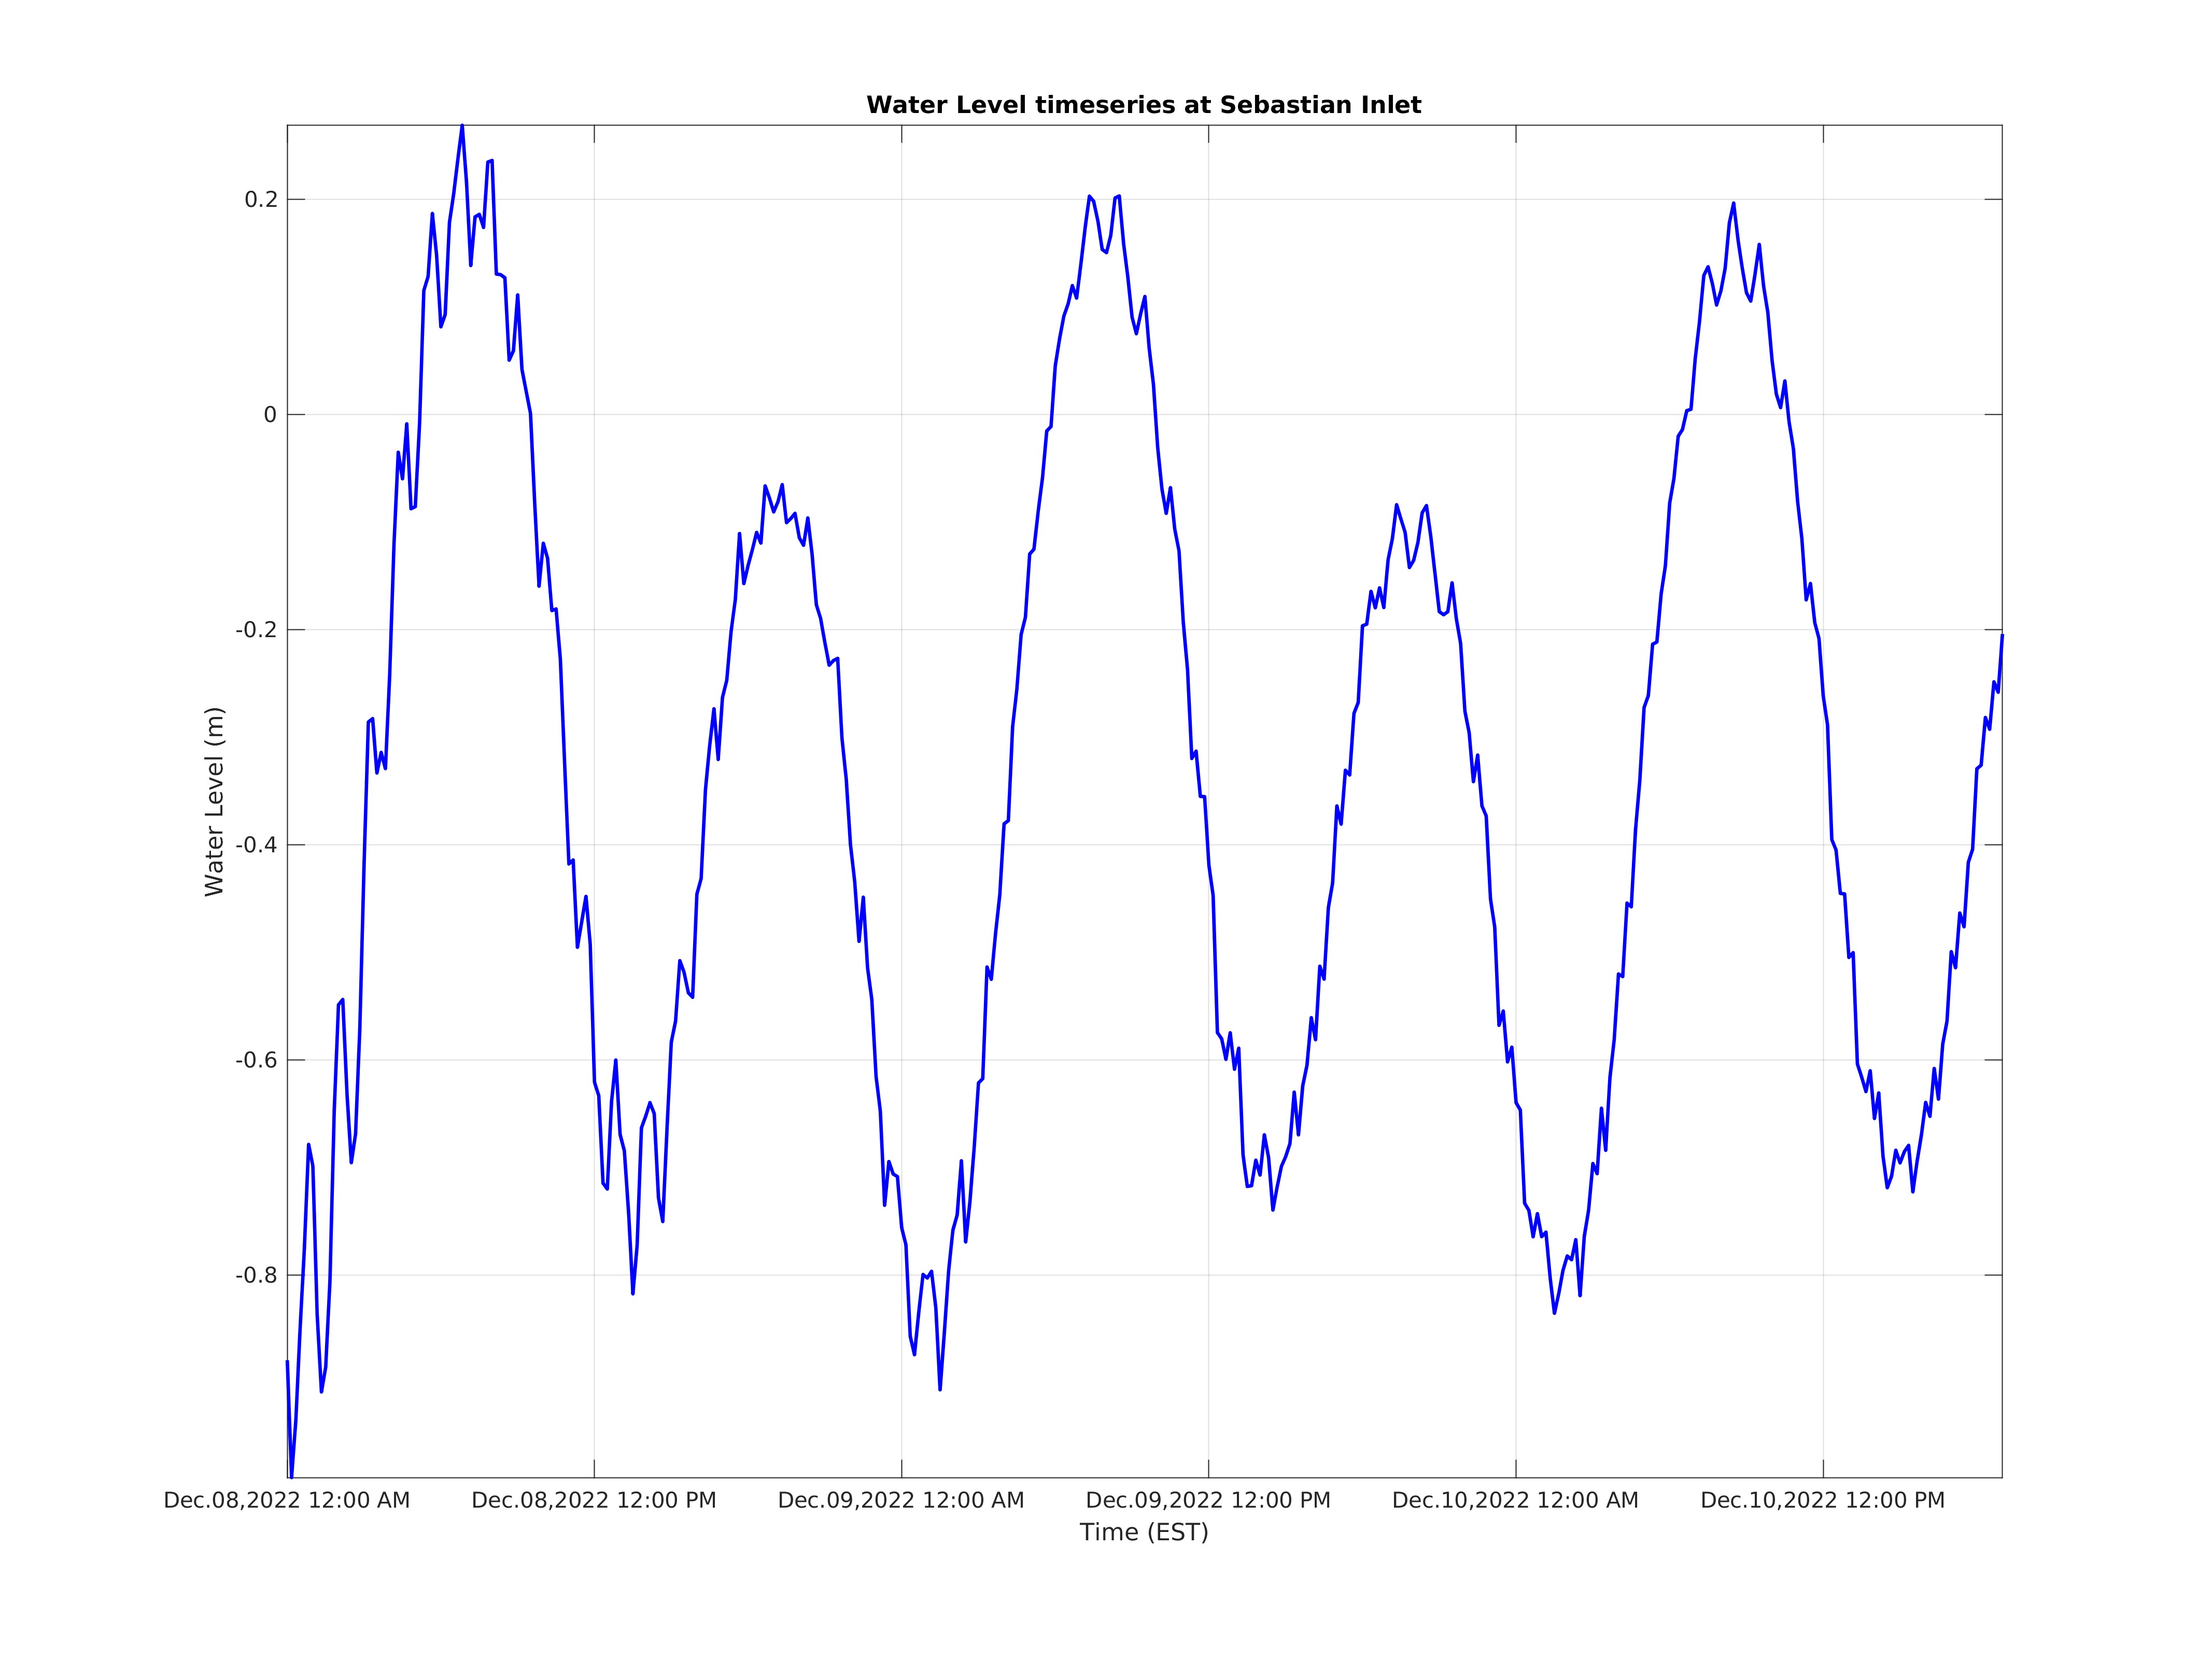 Water Level timeseries at Sebastian Inlet
0.2
0
-0.2
-0.4
-0.6
-0.8
Water Level (m)
Dec.08,2022 12:00 AM Dec.08,2022 12:00 PM Dec.09,2022 12:00 AM Dec.09,2022 12:00 PM Dec.10,2022 12:00 AM Dec.10,2022 12:00 PM
Time (EST)